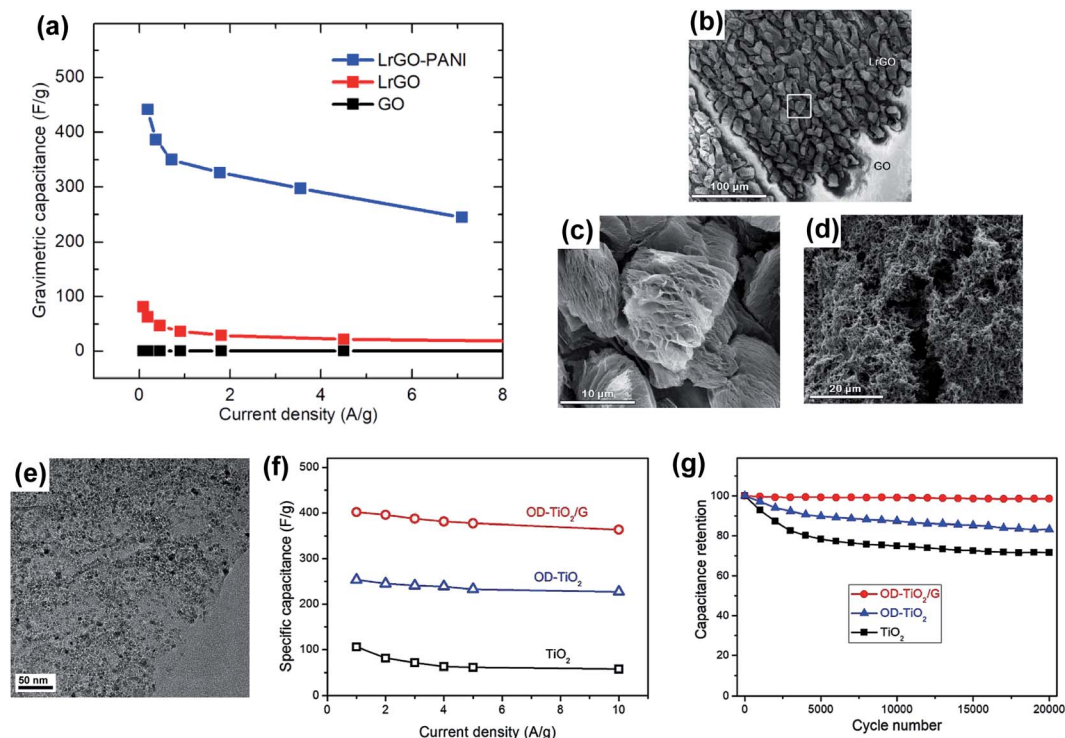 (a)
Gravimetric capacitance (F/g)
500
400
300
200
100
0
LrGO-PANI
LrGO
GO
0 2 4 6 8
Current density (A/g)
(b)
LrGO
GO
100 µm
(c)
10 µm
(d)
20 µm
(e)
50 nm
(f)
Specific capacitance (F/g)
500
400
300
200
100
0
OD-TiO₂/G
OD-TiO₂
TiO₂
0 2 4 6 8 10
Current density (A/g)
(g)
Capacitance retention
100
80
60
40
20
0
OD-TiO₂/G
OD-TiO₂
TiO₂
0 5000 10000 15000 20000
Cycle number